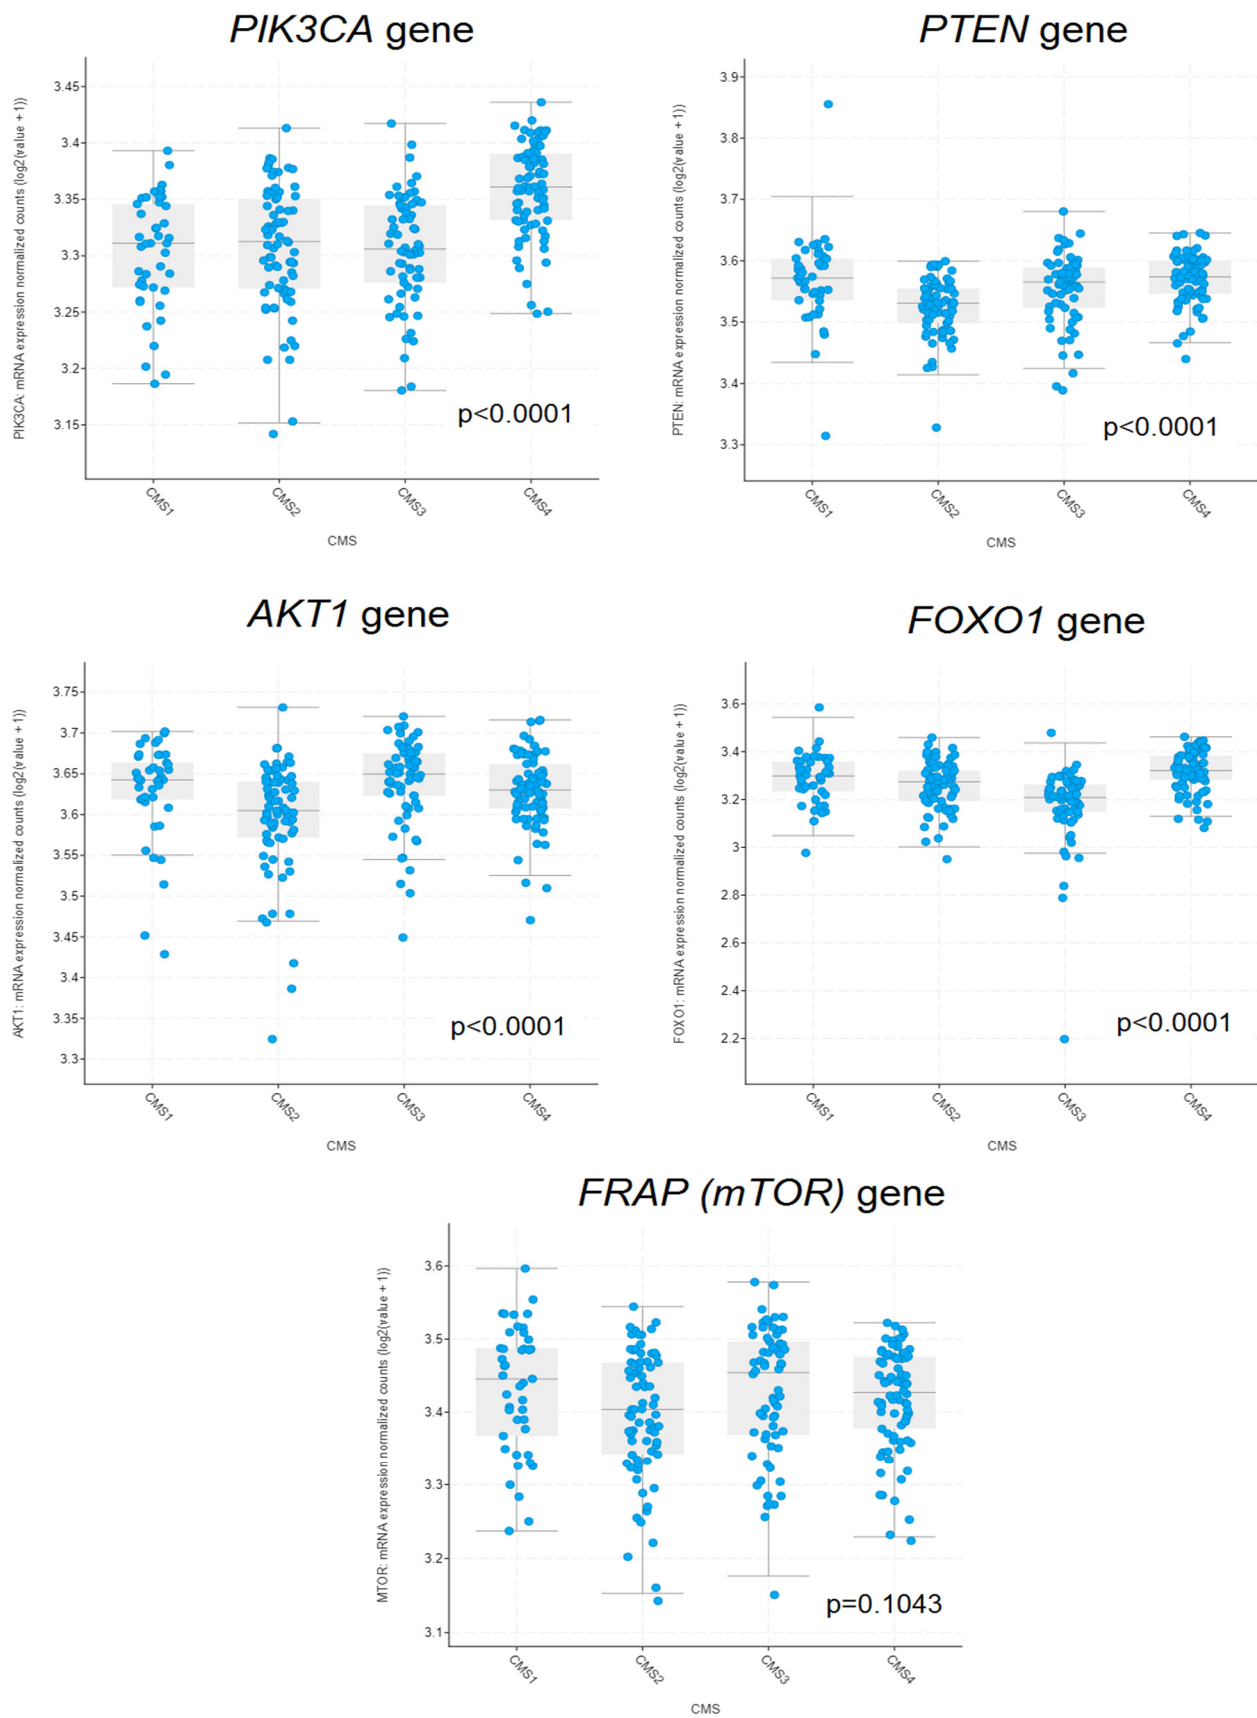 PIK3CA gene
PIK3CA: mRNA expression normalized counts (log2(value + 1))
3.45
3.4
3.35
3.3
3.25
3.2
3.15
p<0.0001
CMS1
CMS2
CMS3
CMS4
CMS
PTEN gene
PTEN: mRNA expression normalized counts (log2(value + 1))
3.9
3.8
3.7
3.6
3.5
3.4
3.3
p<0.0001
CMS1
CMS2
CMS3
CMS4
CMS
AKT1 gene
AKT1: mRNA expression normalized counts (log2(value + 1))
3.75
3.7
3.65
3.6
3.55
3.5
3.45
3.4
3.35
3.3
p<0.0001
CMS1
CMS2
CMS3
CMS4
CMS
FOXO1 gene
FOXO1: mRNA expression normalized counts (log2(value + 1))
3.6
3.4
3.2
3
2.8
2.6
2.4
2.2
p<0.0001
CMS1
CMS2
CMS3
CMS4
CMS
FRAP (mTOR) gene
MTOR: mRNA expression normalized counts (log2(value + 1))
3.6
3.5
3.4
3.3
3.2
3.1
p=0.1043
CMS1
CMS2
CMS3
CMS4
CMS